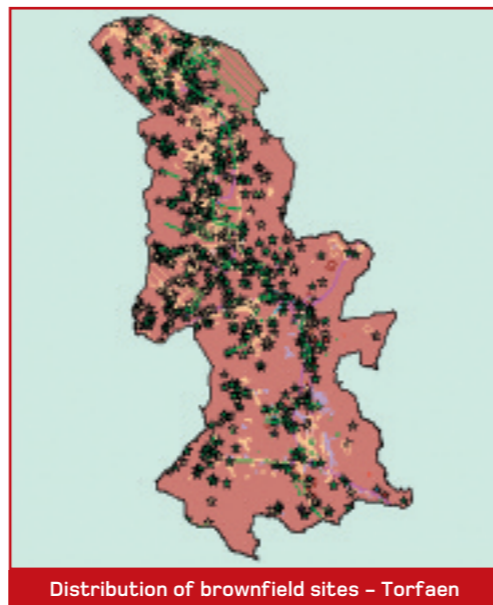 Distribution of brownfield sites – Torfaen